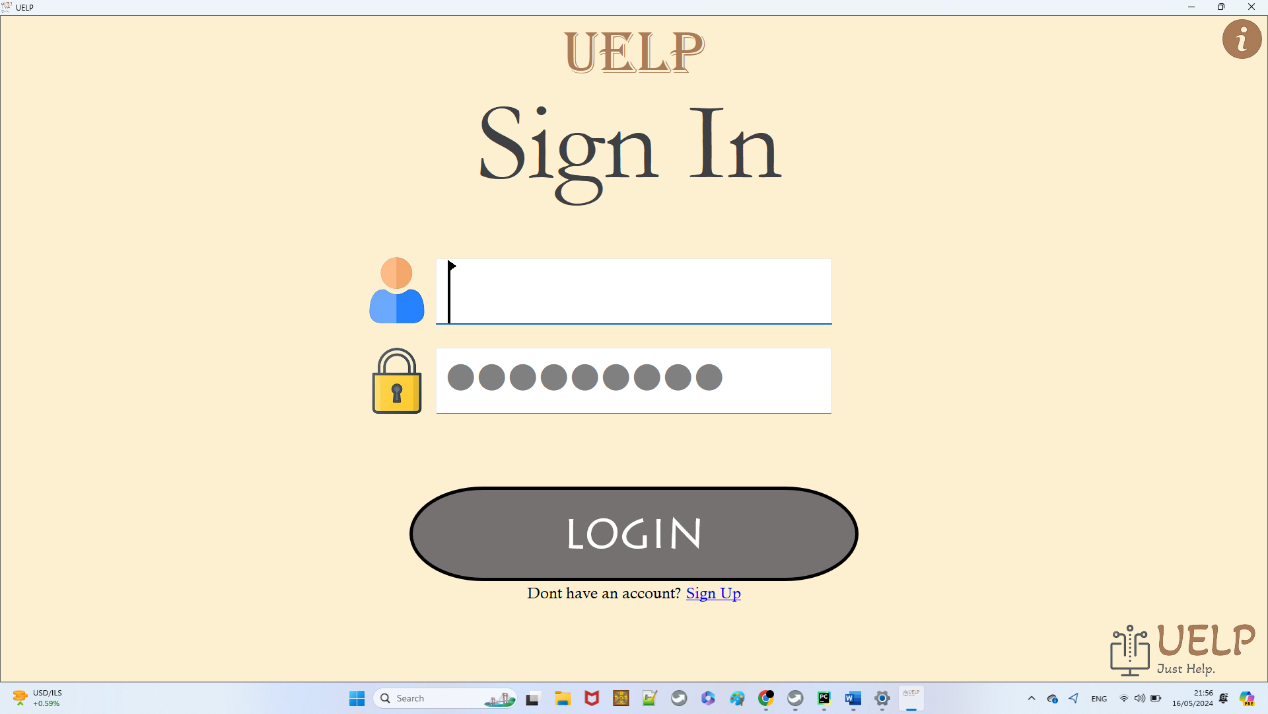 UELP
UELP
Sign In
LOGIN
Dont have an account? Sign Up
UELP
Just Help.
USD/ILS
+0.59%
Search
ENG
21:56
16/05/2024